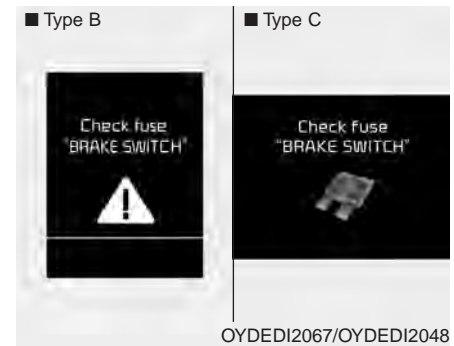 ■ Type B
■ Type C
Check fuse
"BRAKE SWITCH"
Check fuse
"BRAKE SWITCH"
OYDEDI2067/OYDEDI2048